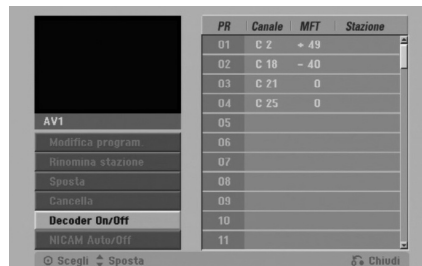 AV1
Modifica program.
Rinomina stazione
Sposta
Cancella
Decoder On/Off
NICAM Auto/Off
Scegli Sposta
PR Canale MFT Stazione
01 C 2 + 49
02 C 18 - 40
03 C 21 0
04 C 25 0
05
06
07
08
09
10
11
Chiudi